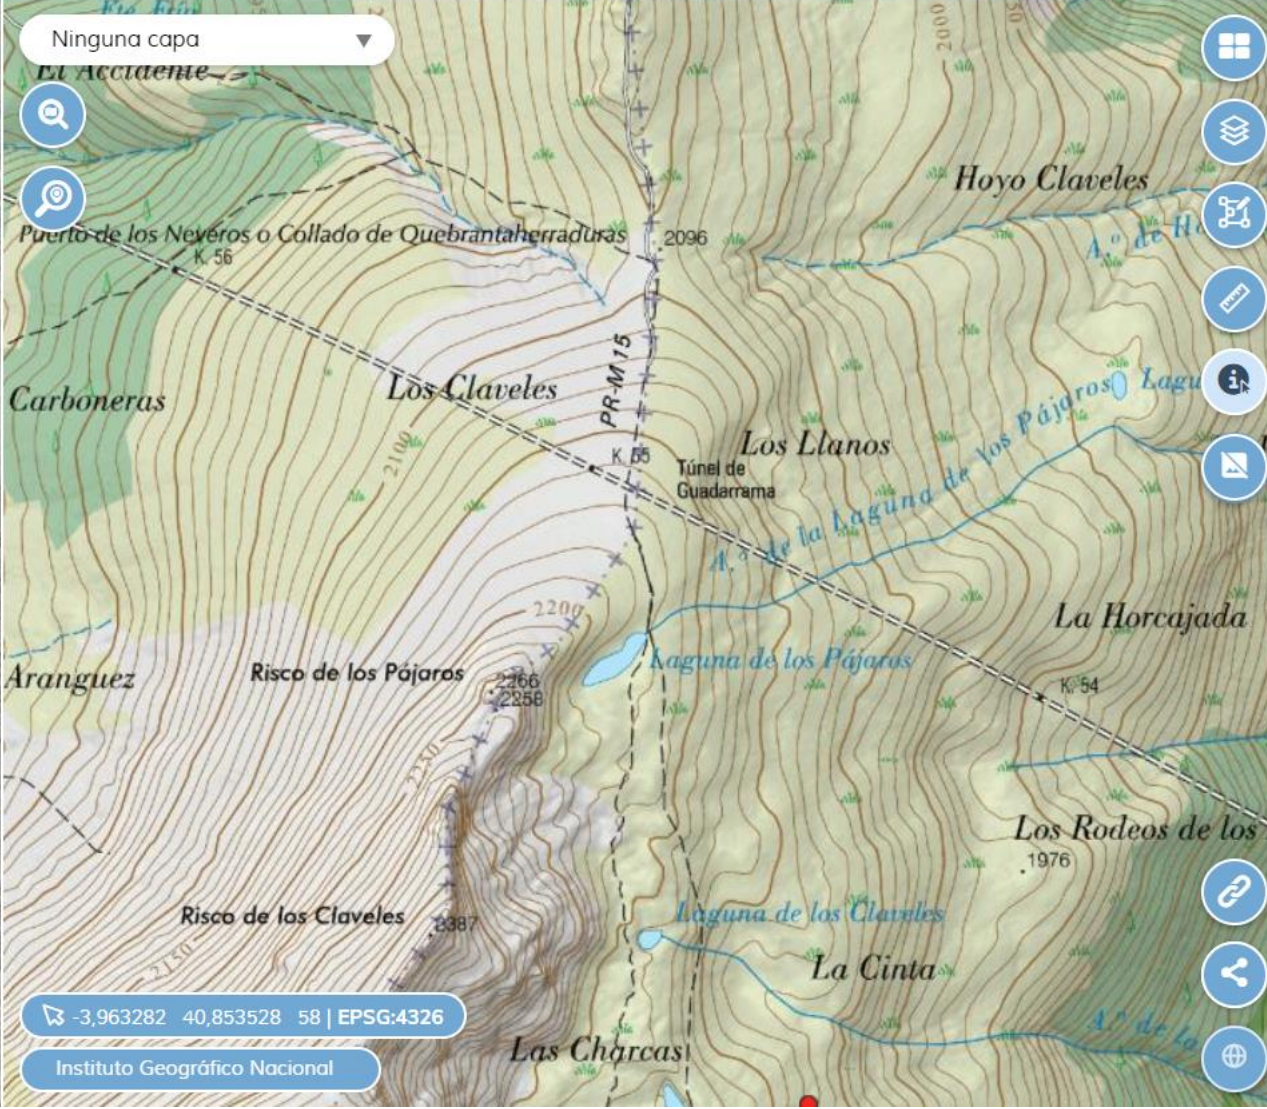 Ninguna capa
El Accidente
2000
Hoyo Claveles
Puerto de los Neveros o Collado de Quebrantaherraduras
2096
K. 56
PR-M 15
Los Claveles
Carboneras
2100
Los Llanos
K. 55
Túnel de
Guadarrama
A.º de la Laguna de los Pájaros
2200
La Horcajada
Risco de los Pájaros
2266
2258
Laguna de los Pájaros
Aranguez
K. 54
2250
Los Rodeos de los
1976
Risco de los Claveles
2387
Laguna de los Claveles
2150
La Cinta
-3,963282 40,853528 58 | EPSG:4326
A.º de la
Las Charcas
Instituto Geográfico Nacional